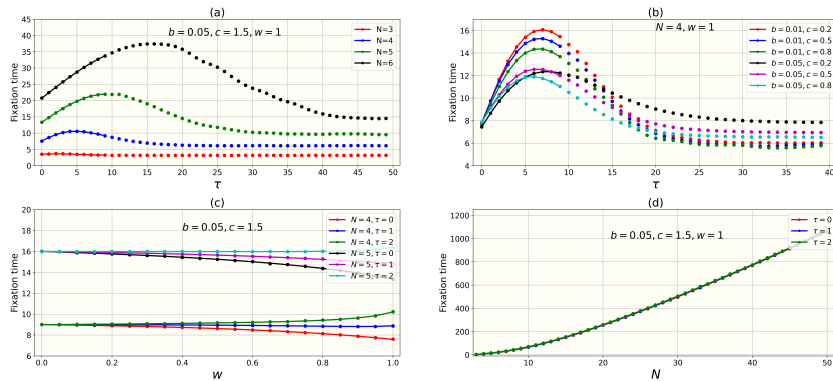 (a)
b = 0.05, c = 1.5, w = 1
N=3
N=4
N=5
N=6
Fixation time
45
40
35
30
25
20
15
10
5
0
0 5 10 15 20 25 30 35 40 45 50
τ
(b)
N = 4, w = 1
b = 0.01, c = 0.2
b = 0.01, c = 0.5
b = 0.01, c = 0.8
b = 0.05, c = 0.2
b = 0.05, c = 0.5
b = 0.05, c = 0.8
Fixation time
16
14
12
10
8
6
4
0 5 10 15 20 25 30 35 40
τ
(c)
b = 0.05, c = 1.5
N = 4, τ = 0
N = 4, τ = 1
N = 4, τ = 2
N = 5, τ = 0
N = 5, τ = 1
N = 5, τ = 2
Fixation time
20
18
16
14
12
10
8
6
0.0 0.2 0.4 0.6 0.8 1.0
w
(d)
b = 0.05, c = 1.5, w = 1
τ = 0
τ = 1
τ = 2
Fixation time
1200
1000
800
600
400
200
0
10 20 30 40 50
N